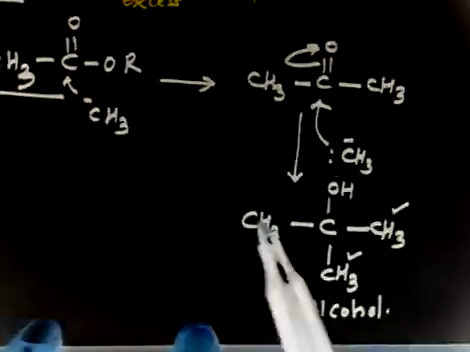 excess
O
||
H3 — C — OR
−CH3
O
||
CH3 — C — CH3
: −CH3
OH
CH3 — C — CH3
CH3
lcohol.